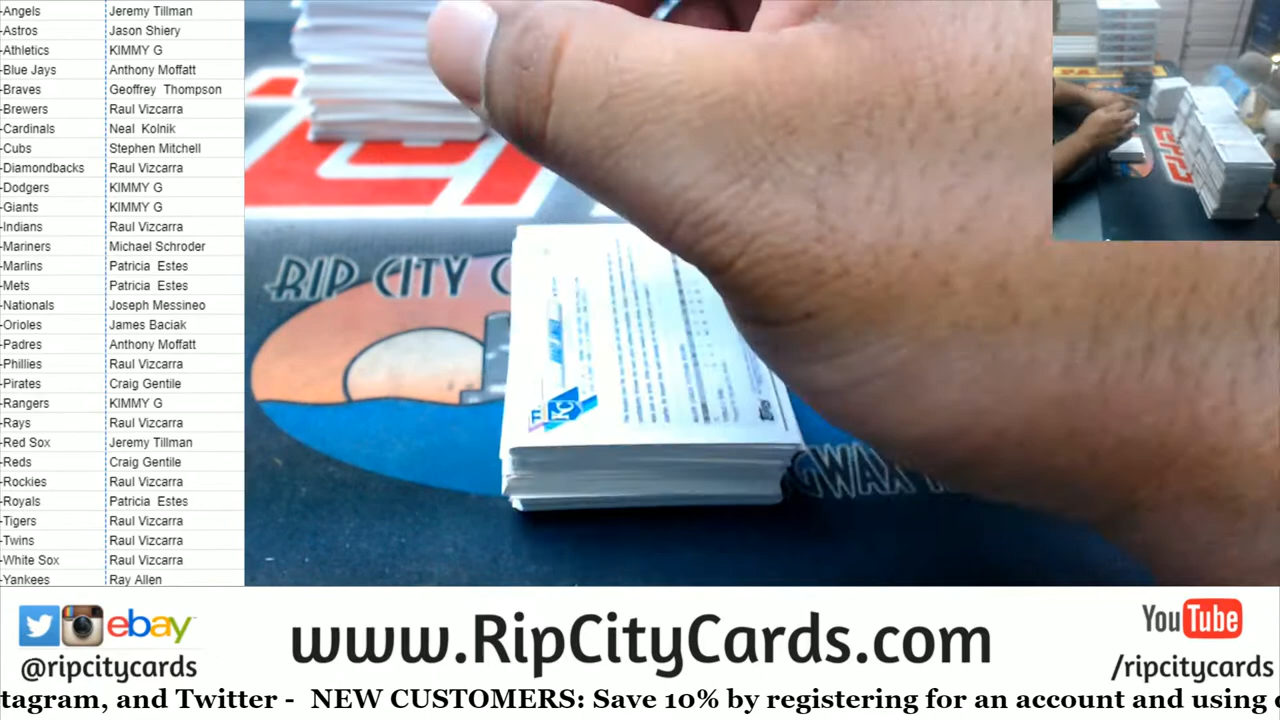 -Angels Jeremy Tillman
-Astros Jason Shiery
-Athletics KIMMY G
-Blue Jays Anthony Moffatt
-Braves Geoffrey Thompson
-Brewers Raul Vizcarra
-Cardinals Neal Kolnik
-Cubs Stephen Mitchell
-Diamondbacks Raul Vizcarra
-Dodgers KIMMY G
-Giants KIMMY G
-Indians Raul Vizcarra
-Mariners Michael Schroder
-Marlins Patricia Estes
-Mets Patricia Estes
-Nationals Joseph Messineo
-Orioles James Baciak
-Padres Anthony Moffatt
-Phillies Raul Vizcarra
-Pirates Craig Gentile
-Rangers KIMMY G
-Rays Raul Vizcarra
-Red Sox Jeremy Tillman
-Reds Craig Gentile
-Rockies Raul Vizcarra
-Royals Patricia Estes
-Tigers Raul Vizcarra
-Twins Raul Vizcarra
-White Sox Raul Vizcarra
-Yankees Ray Allen
RIP CITY
KC
Topps
WAX
ebay
@ripcitycards
www.RipCityCards.com
YouTube
/ripcitycards
tagram, and Twitter - NEW CUSTOMERS: Save 10% by registering for an account and using